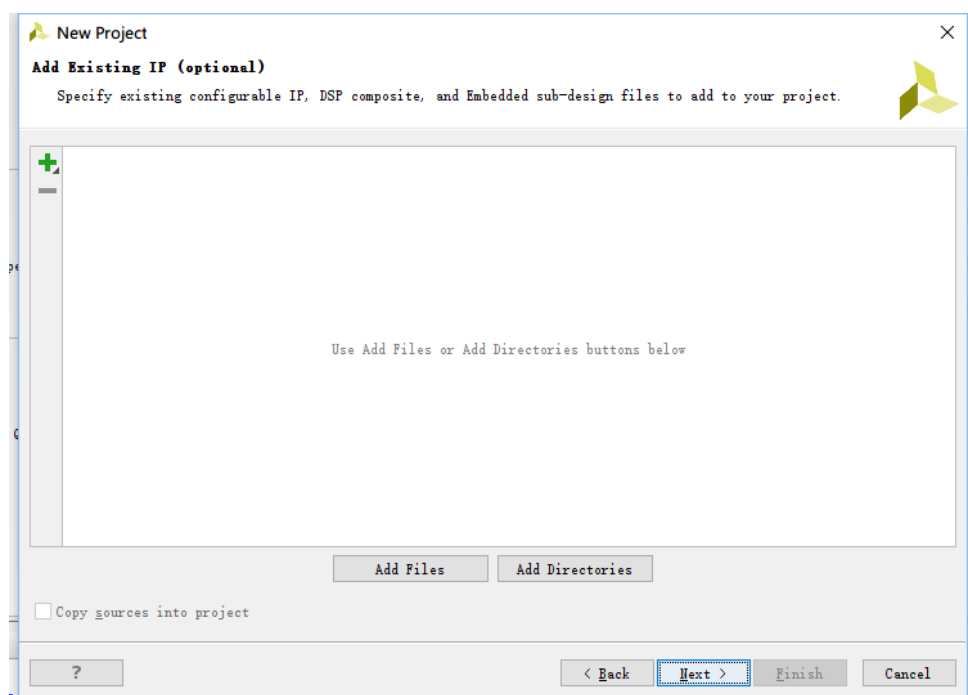 New Project
Add Existing IP (optional)
Specify existing configurable IP, DSP composite, and Embedded sub-design files to add to your project.
Use Add Files or Add Directories buttons below
Add Files
Add Directories
Copy sources into project
?
< Back
Next >
Finish
Cancel